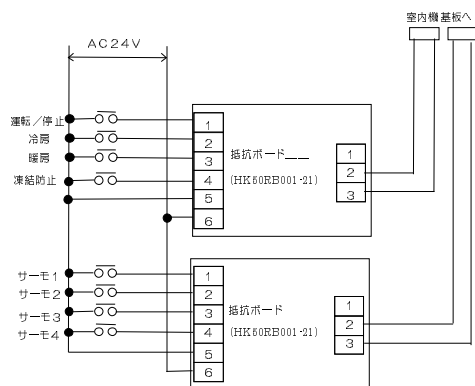 室内機基板へ
AC24V
運転／停止
冷房
暖房
凍結防止
1
2
3
4
5
6
抵抗ボード
(HK50RB001-21)
1
2
3
サーモ1
サーモ2
サーモ3
サーモ4
1
2
3
4
5
6
抵抗ボード
(HK50RB001-21)
1
2
3